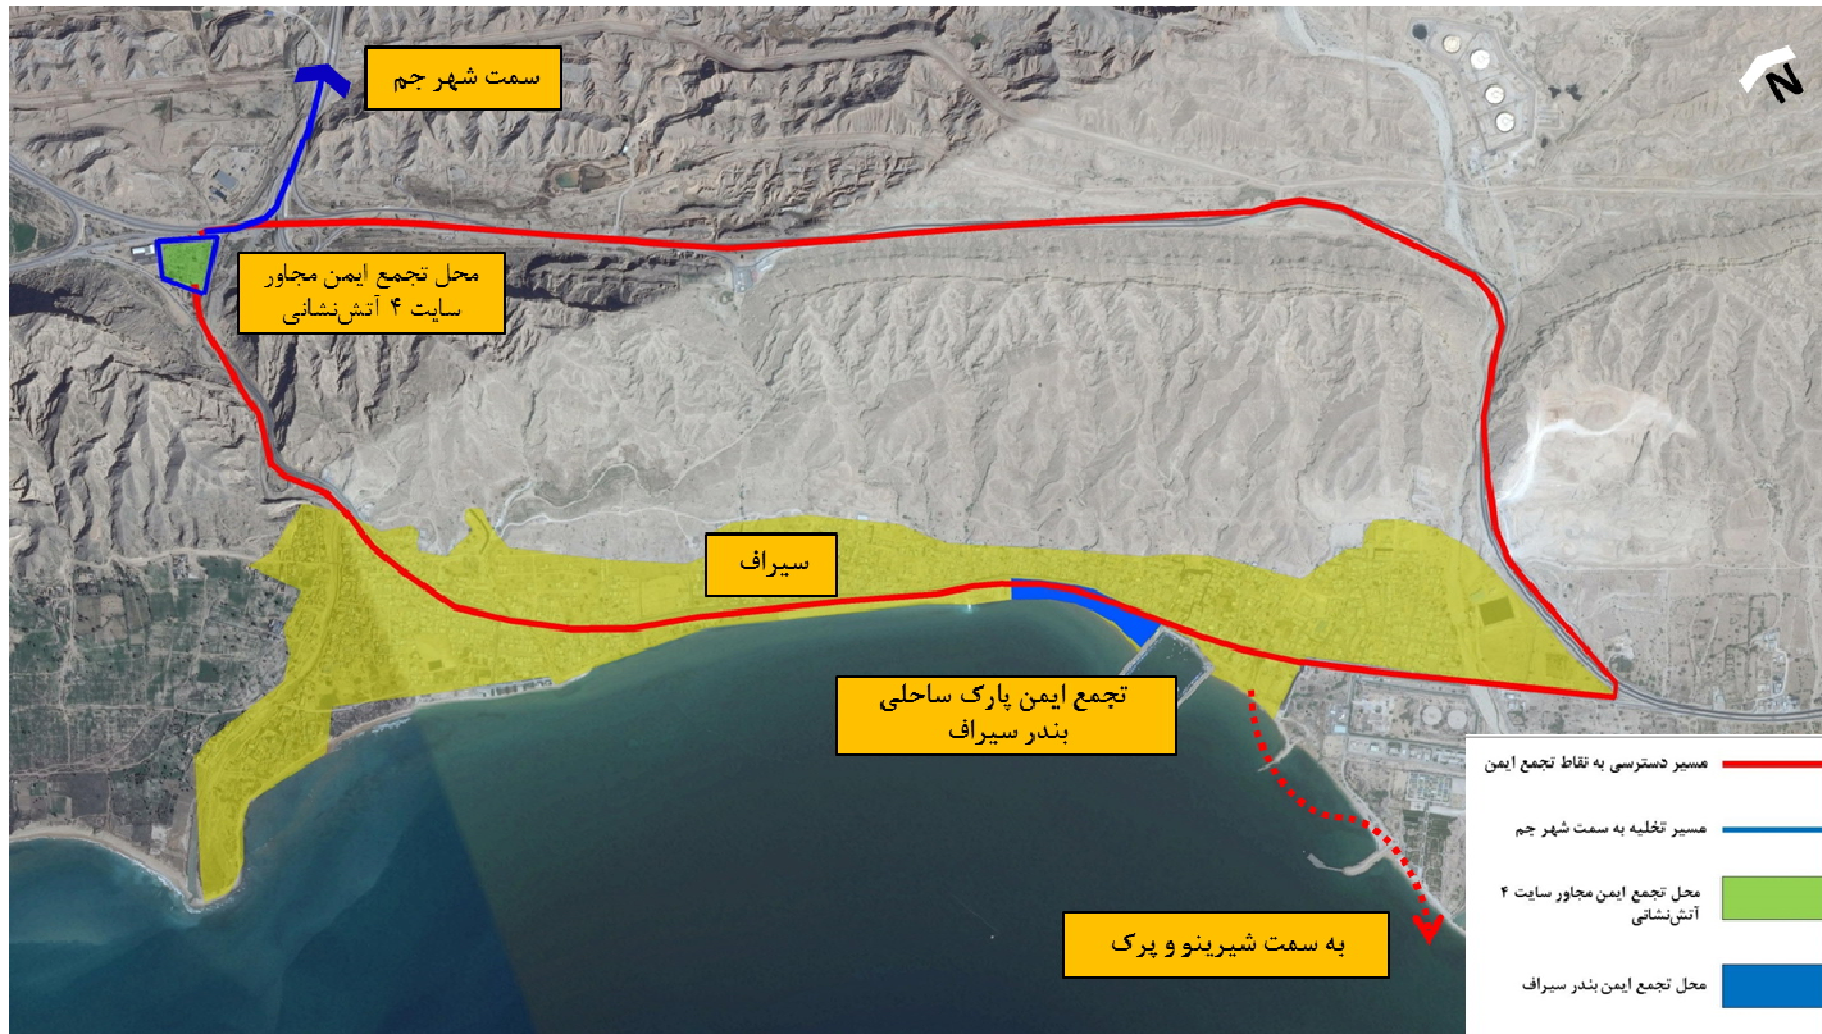 سمت شهر جم
N
محل تجمع ایمن مجاور
سایت ۴ آتش‌نشانی
سیراف
تجمع ایمن پارک ساحلی
بندر سیراف
به سمت شیرینو و پرک
مسیر دسترسی به نقاط تجمع ایمن
مسیر تخلیه به سمت شهر جم
محل تجمع ایمن مجاور سایت ۴
آتش‌نشانی
محل تجمع ایمن بندر سیراف